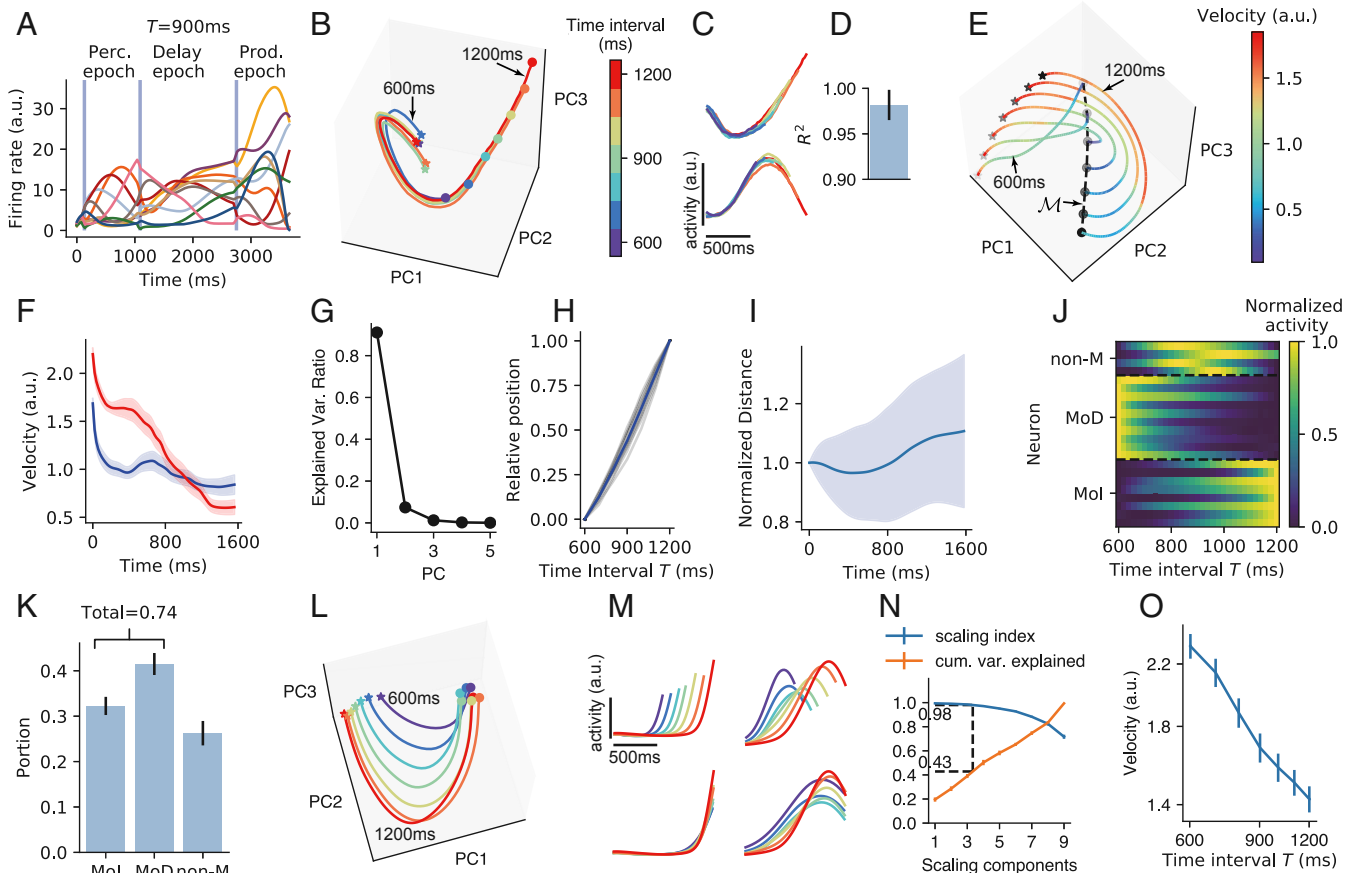 A
T=900ms
Perc. epoch
Delay epoch
Prod. epoch
Firing rate (a.u.)
30
20
10
0
0
1000
2000
3000
Time (ms)
B
600ms
1200ms
PC3
PC2
PC1
Time interval
(ms)
1200
900
600
C
activity (a.u.)
500ms
D
R²
1.00
0.95
0.90
E
1200ms
600ms
ℳ
PC1
PC2
PC3
Velocity (a.u.)
1.5
1.0
0.5
F
Velocity (a.u.)
2.0
1.5
1.0
0.5
0
800
1600
Time (ms)
G
Explained Var. Ratio
0.8
0.6
0.4
0.2
0.0
1
3
5
PC
H
Relative position
1.00
0.75
0.50
0.25
0.00
600
900
1200
Time Interval T (ms)
I
Normalized Distance
1.2
1.0
0.8
0
800
1600
Time (ms)
J
Normalized
activity
Neuron
non-M
MoD
MoI
600
800
1000
1200
Time interval T (ms)
1.0
0.5
0.0
K
Total=0.74
Portion
0.4
0.3
0.2
0.1
0.0
MoI
MoD
non-M
L
PC3
PC2
PC1
600ms
1200ms
M
activity (a.u.)
500ms
N
scaling index
cum. var. explained
1.0
0.8
0.6
0.4
0.2
0.0
0.98
0.43
1
3
5
7
9
Scaling components
O
Velocity (a.u.)
2.2
1.8
1.4
600
900
1200
Time interval T (ms)